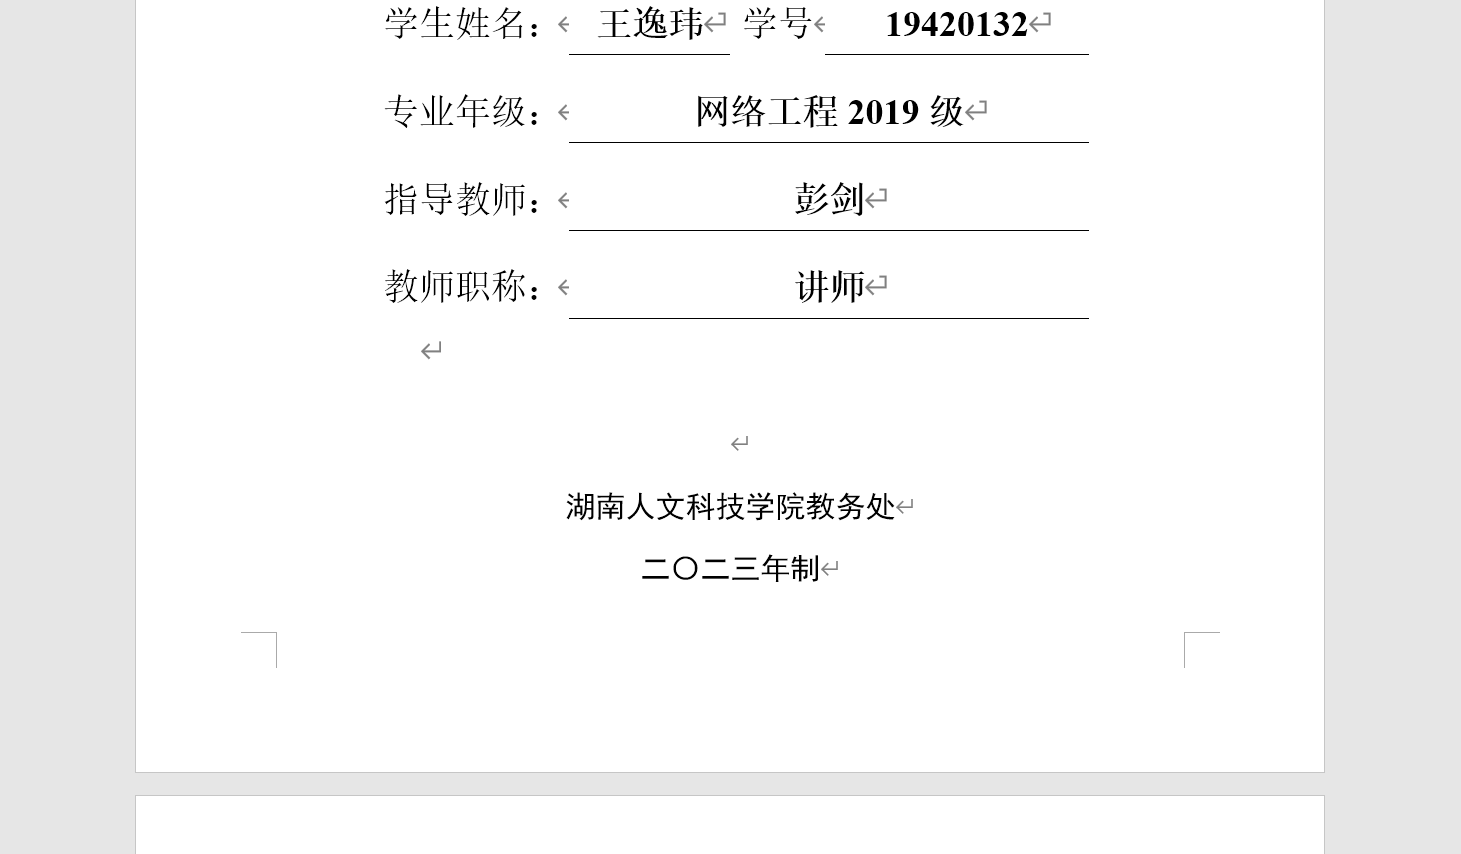 学生姓名： 王逸玮 学号 19420132
专业年级： 网络工程 2019 级
指导教师： 彭剑
教师职称： 讲师
湖南人文科技学院教务处
二〇二三年制